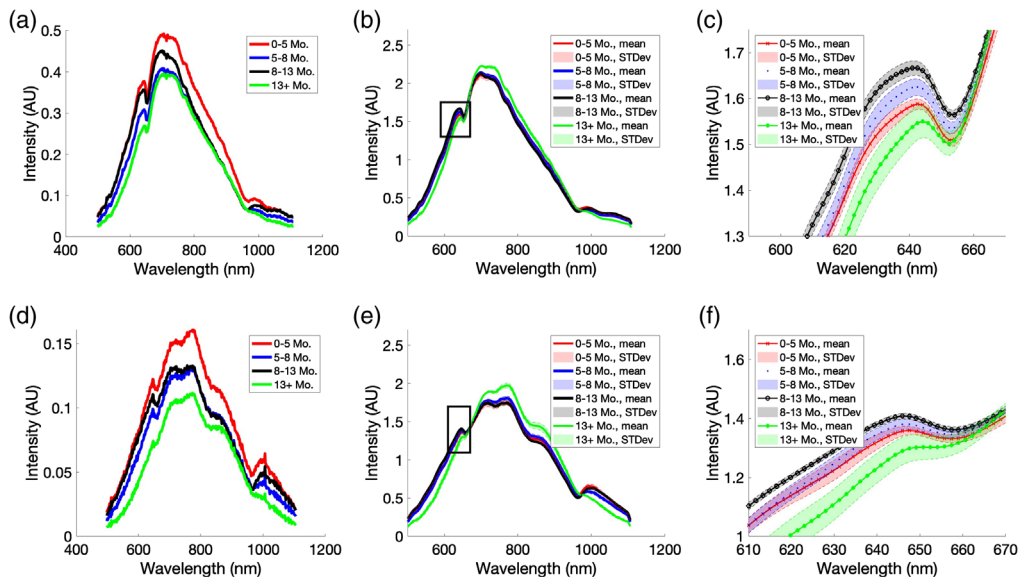 (a)
0.5
0.4
0.3
0.2
0.1
0
400
600
800
1000
1200
Intensity (AU)
Wavelength (nm)
0-5 Mo.
5-8 Mo.
8-13 Mo.
13+ Mo.
(b)
2.5
2
1.5
1
0.5
0
600
800
1000
1200
Intensity (AU)
Wavelength (nm)
0-5 Mo., mean
0-5 Mo., STDev
5-8 Mo., mean
5-8 Mo., STDev
8-13 Mo., mean
8-13 Mo., STDev
13+ Mo., mean
13+ Mo., STDev
(c)
1.7
1.6
1.5
1.4
1.3
600
620
640
660
Intensity (AU)
Wavelength (nm)
0-5 Mo., mean
0-5 Mo., STDev
5-8 Mo., mean
5-8 Mo., STDev
8-13 Mo., mean
8-13 Mo., STDev
13+ Mo., mean
13+ Mo., STDev
(d)
0.15
0.1
0.05
0
400
600
800
1000
1200
Intensity (AU)
Wavelength (nm)
0-5 Mo.
5-8 Mo.
8-13 Mo.
13+ Mo.
(e)
2.5
2
1.5
1
0.5
0
600
800
1000
1200
Intensity (AU)
Wavelength (nm)
0-5 Mo., mean
0-5 Mo., STDev
5-8 Mo., mean
5-8 Mo., STDev
8-13 Mo., mean
8-13 Mo., STDev
13+ Mo., mean
13+ Mo., STDev
(f)
1.6
1.4
1.2
1
610
620
630
640
650
660
670
Intensity (AU)
Wavelength (nm)
0-5 Mo., mean
0-5 Mo., STDev
5-8 Mo., mean
5-8 Mo., STDev
8-13 Mo., mean
8-13 Mo., STDev
13+ Mo., mean
13+ Mo., STDev